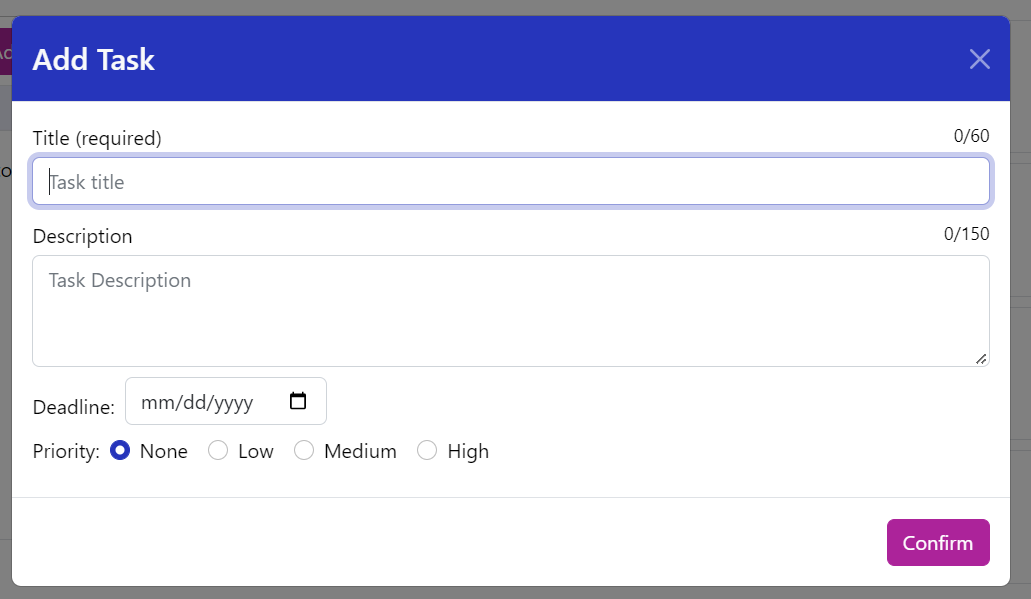 Add Task
Title (required) 0/60
Task title
Description 0/150
Task Description
Deadline: mm/dd/yyyy
Priority: None Low Medium High
Confirm